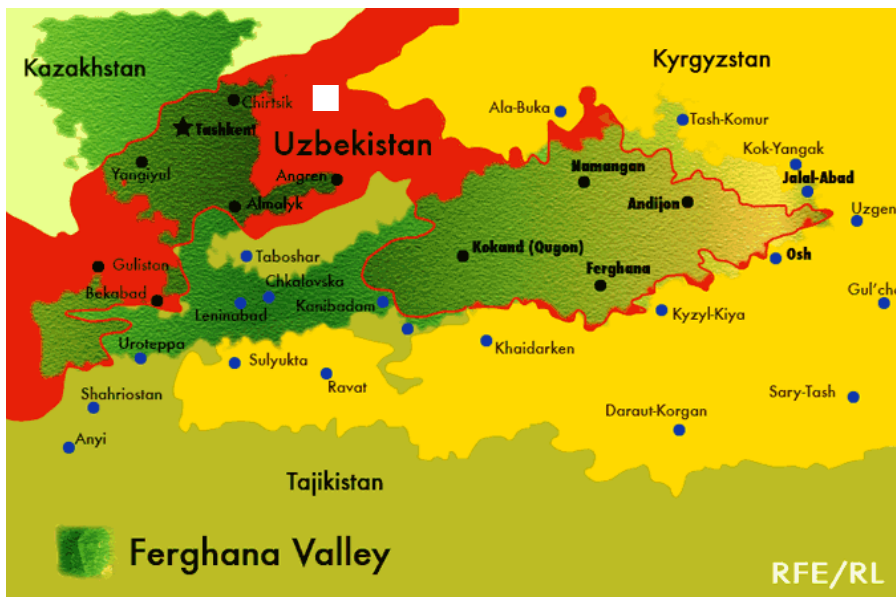 Kazakhstan
Kyrgyzstan
Chirtsik
Ala-Buka
Tash-Komur
Tashkent
Uzbekistan
Kok-Yangak
Yangiyul
Angren
Namangan
Jalal-Abad
Almalyk
Andijon
Uzgen
Taboshar
Kokand (Qugon)
Osh
Guliston
Chkalovska
Ferghana
Bekabad
Leninabad
Kanibadam
Gul'cha
Kyzyl-Kiya
Uroteppa
Khaidarken
Sulyukta
Ravat
Shahriostan
Sary-Tash
Daraut-Korgan
Anyi
Tajikistan
Ferghana Valley
RFE/RL